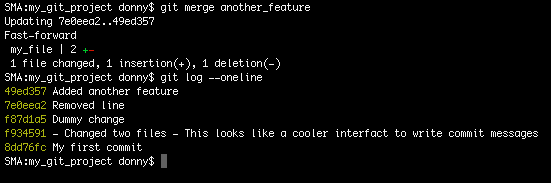 SMA:my_git_project donny$ git merge another_feature
Updating 7e0eea2..49ed357
Fast-forward
 my_file | 2 +-
 1 file changed, 1 insertion(+), 1 deletion(-)
SMA:my_git_project donny$ git log --oneline
49ed357 Added another feature
7e0eea2 Removed line
f87d1a5 Dummy change
f934591 - Changed two files - This looks like a cooler interfact to write commit messages
8dd76fc My first commit
SMA:my_git_project donny$